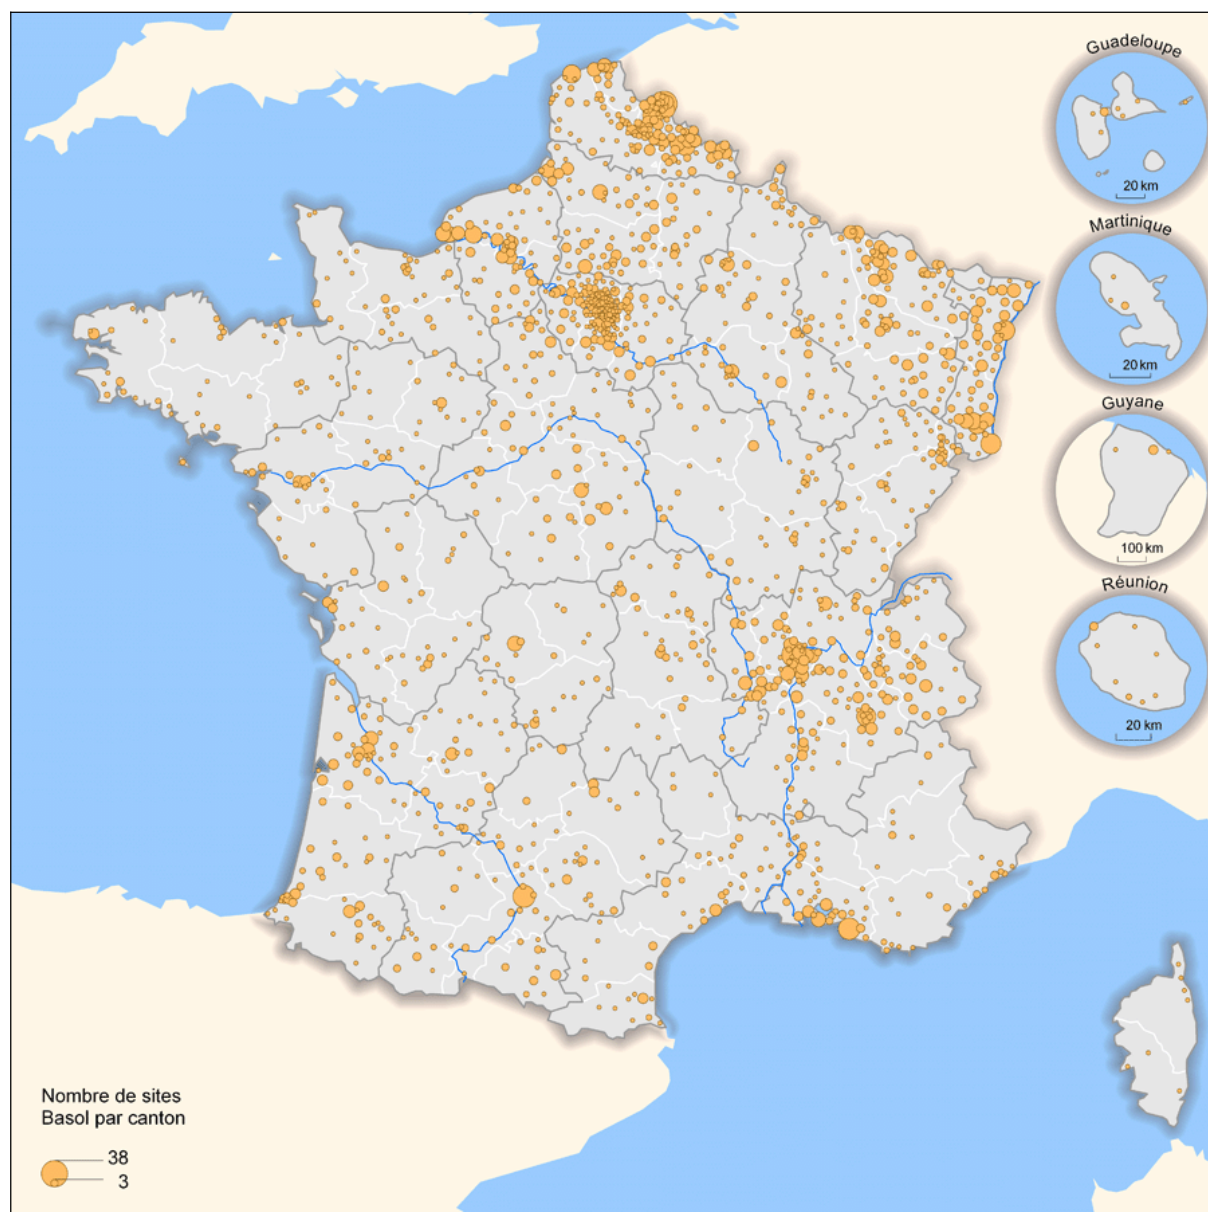 Guadeloupe
20 km
Martinique
20 km
Guyane
100 km
Réunion
20 km
Nombre de sites
Basol par canton
38
3